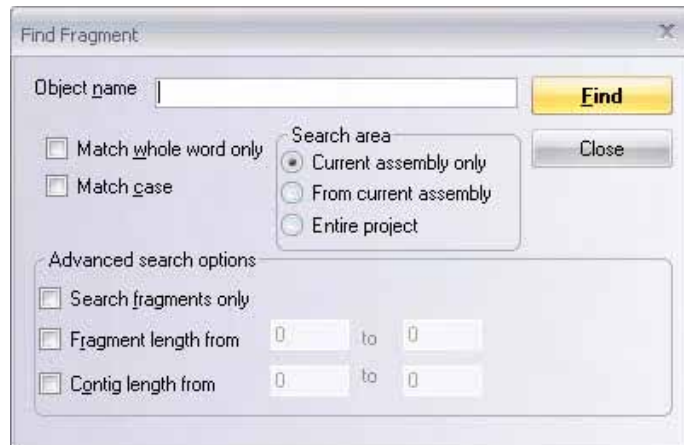 Find Fragment
Object name
Find
Match whole word only
Match case
Search area
Current assembly only
From current assembly
Entire project
Close
Advanced search options
Search fragments only
Fragment length from 0 to 0
Contig length from 0 to 0